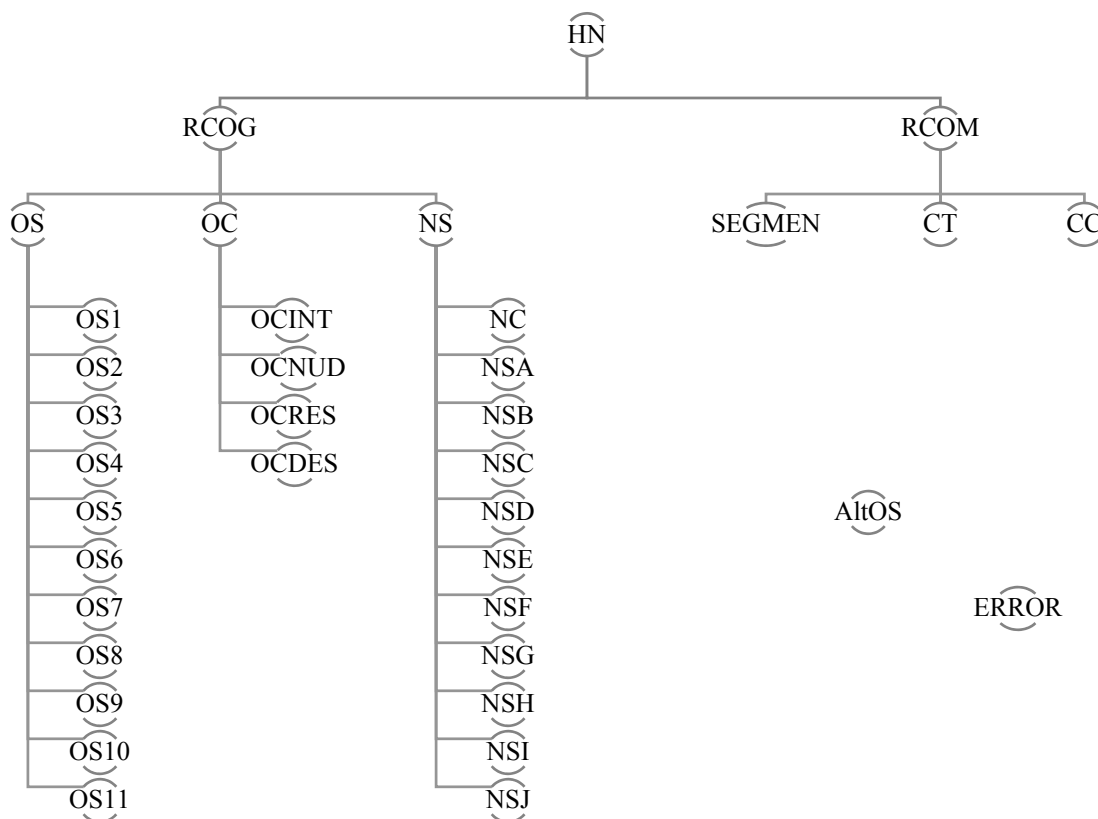 HN
RCOG RCOM
OS OC NS SEGMEN CT CC
OS1 OCINT NC
OS2 OCNUD NSA
OS3 OCRES NSB
OS4 OCDES NSC
OS5 NSD AltOS
OS6 NSE
OS7 NSF ERROR
OS8 NSG
OS9 NSH
OS10 NSI
OS11 NSJ